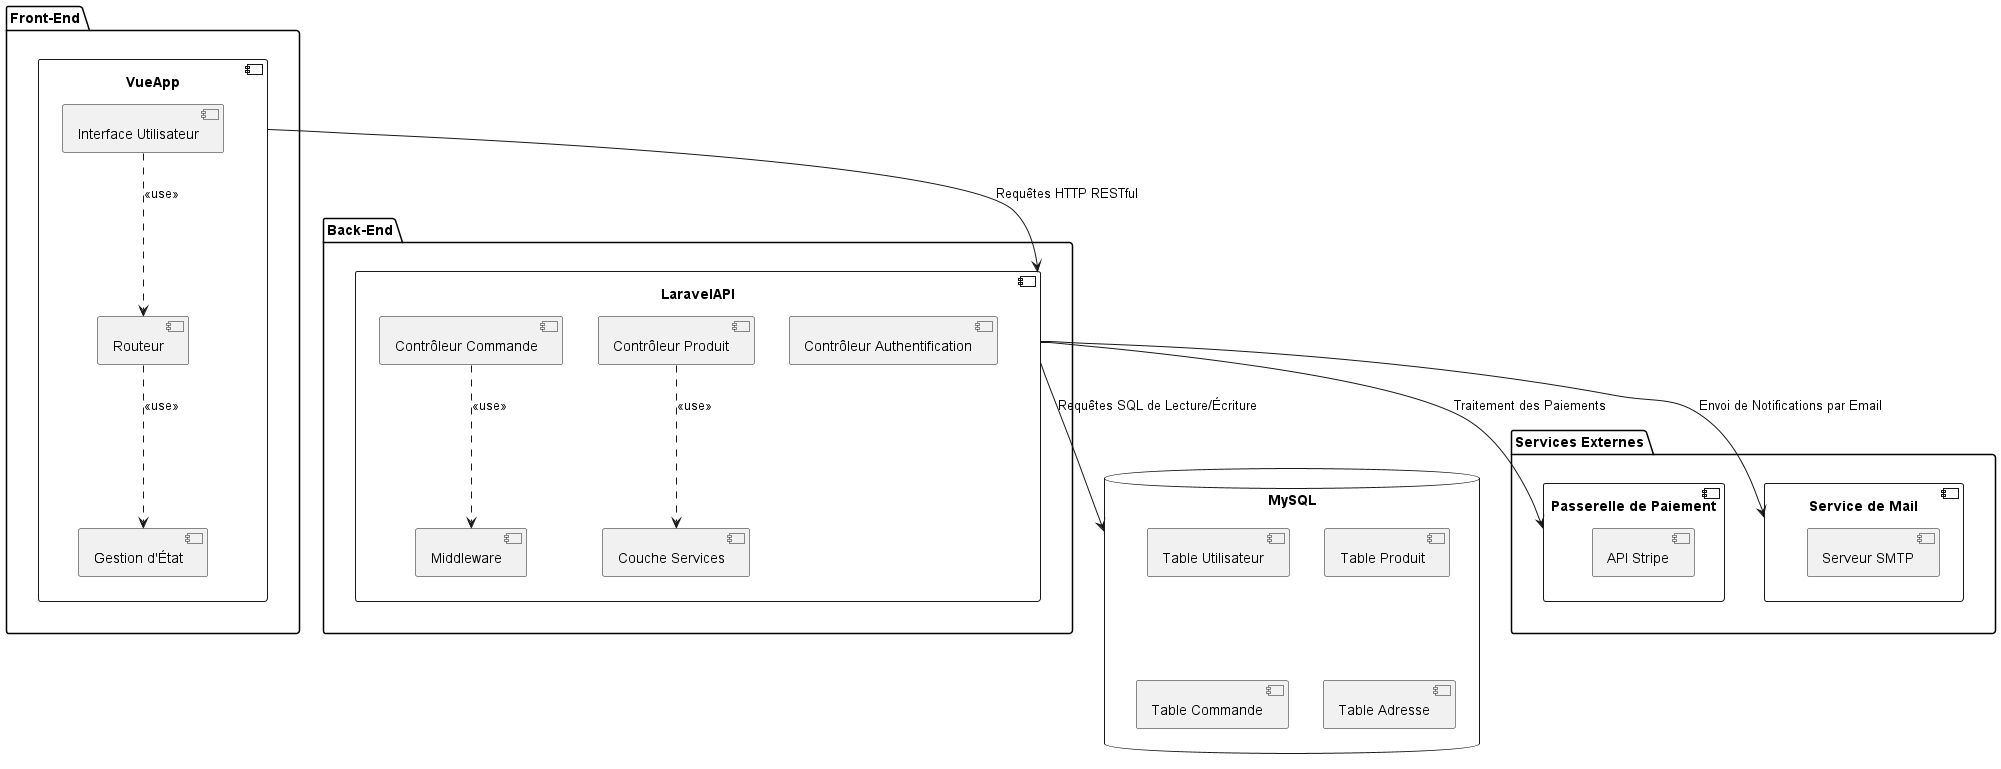 Front-End
VueApp
Interface Utilisateur
«use»
Routeur
«use»
Gestion d'État
Requêtes HTTP RESTful
Back-End
LaravelAPI
Contrôleur Commande
Contrôleur Produit
Contrôleur Authentification
«use»
«use»
Middleware
Couche Services
Requêtes SQL de Lecture/Écriture
Traitement des Paiements
Envoi de Notifications par Email
MySQL
Table Utilisateur
Table Produit
Table Commande
Table Adresse
Services Externes
Passerelle de Paiement
API Stripe
Service de Mail
Serveur SMTP